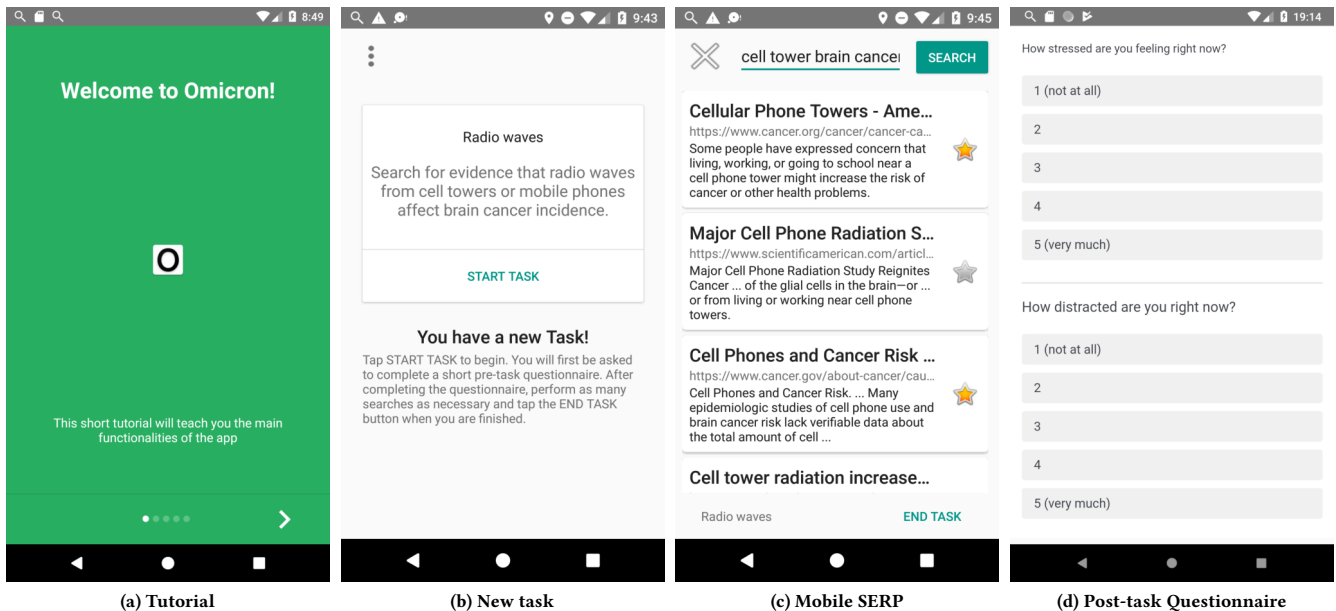 8:49
Welcome to Omicron!
O
This short tutorial will teach you the main
functionalities of the app
(a) Tutorial
9:43
Radio waves
Search for evidence that radio waves
from cell towers or mobile phones
affect brain cancer incidence.
START TASK
You have a new Task!
Tap START TASK to begin. You will first be asked
to complete a short pre-task questionnaire. After
completing the questionnaire, perform as many
searches as necessary and tap the END TASK
button when you are finished.
(b) New task
9:45
cell tower brain cancer
SEARCH
Cellular Phone Towers - Ame...
https://www.cancer.org/cancer/cancer-ca...
Some people have expressed concern that
living, working, or going to school near a
cell phone tower might increase the risk of
cancer or other health problems.
Major Cell Phone Radiation S...
https://www.scientificamerican.com/articl...
Major Cell Phone Radiation Study Reignites
Cancer ... of the glial cells in the brain—or ...
or from living or working near cell phone
towers.
Cell Phones and Cancer Risk ...
https://www.cancer.gov/about-cancer/cau...
Cell Phones and Cancer Risk. ... Many
epidemiologic studies of cell phone use and
brain cancer risk lack verifiable data about
the total amount of cell ...
Cell tower radiation increase...
Radio waves
END TASK
(c) Mobile SERP
19:14
How stressed are you feeling right now?
1 (not at all)
2
3
4
5 (very much)
How distracted are you right now?
1 (not at all)
2
3
4
5 (very much)
(d) Post-task Questionnaire